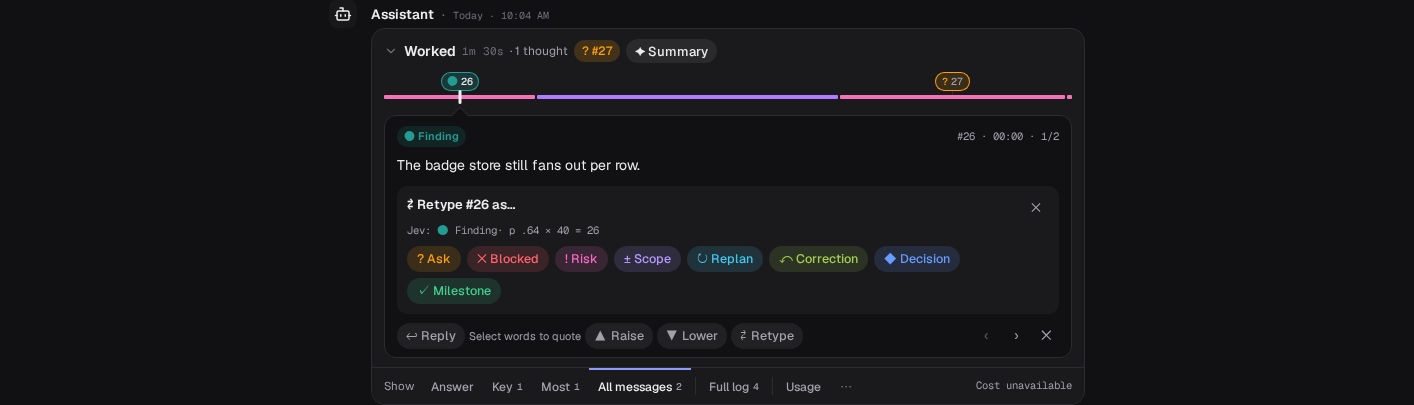 Assistant · Today · 10:04 AM
Worked 1m 30s · 1 thought ? #27 ✦ Summary
26
? 27
Finding
#26 · 00:00 · 1/2
The badge store still fans out per row.
⇄ Retype #26 as…
Jev: Finding · p .64 × 40 = 26
? Ask ✕ Blocked ! Risk ± Scope ↻ Replan ↶ Correction ◆ Decision
✓ Milestone
↩ Reply Select words to quote ▲ Raise ▼ Lower ⇄ Retype ‹ › ✕
Show Answer Key 1 Most 1 All messages 2 Full log 4 Usage ··· Cost unavailable